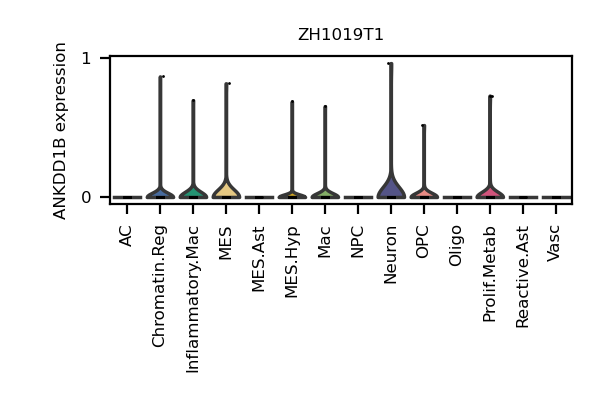 ZH1019T1
ANKDD1B expression
1
0
AC
Chromatin.Reg
Inflammatory.Mac
MES
MES.Ast
MES.Hyp
Mac
NPC
Neuron
OPC
Oligo
Prolif.Metab
Reactive.Ast
Vasc